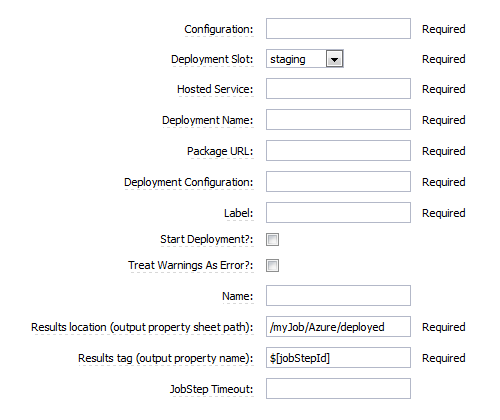 Configuration: Required
Deployment Slot: staging Required
Hosted Service: Required
Deployment Name: Required
Package URL: Required
Deployment Configuration: Required
Label: Required
Start Deployment?:
Treat Warnings As Error?:
Name:
Results location (output property sheet path): /myJob/Azure/deployed Required
Results tag (output property name): $[jobStepId] Required
JobStep Timeout: